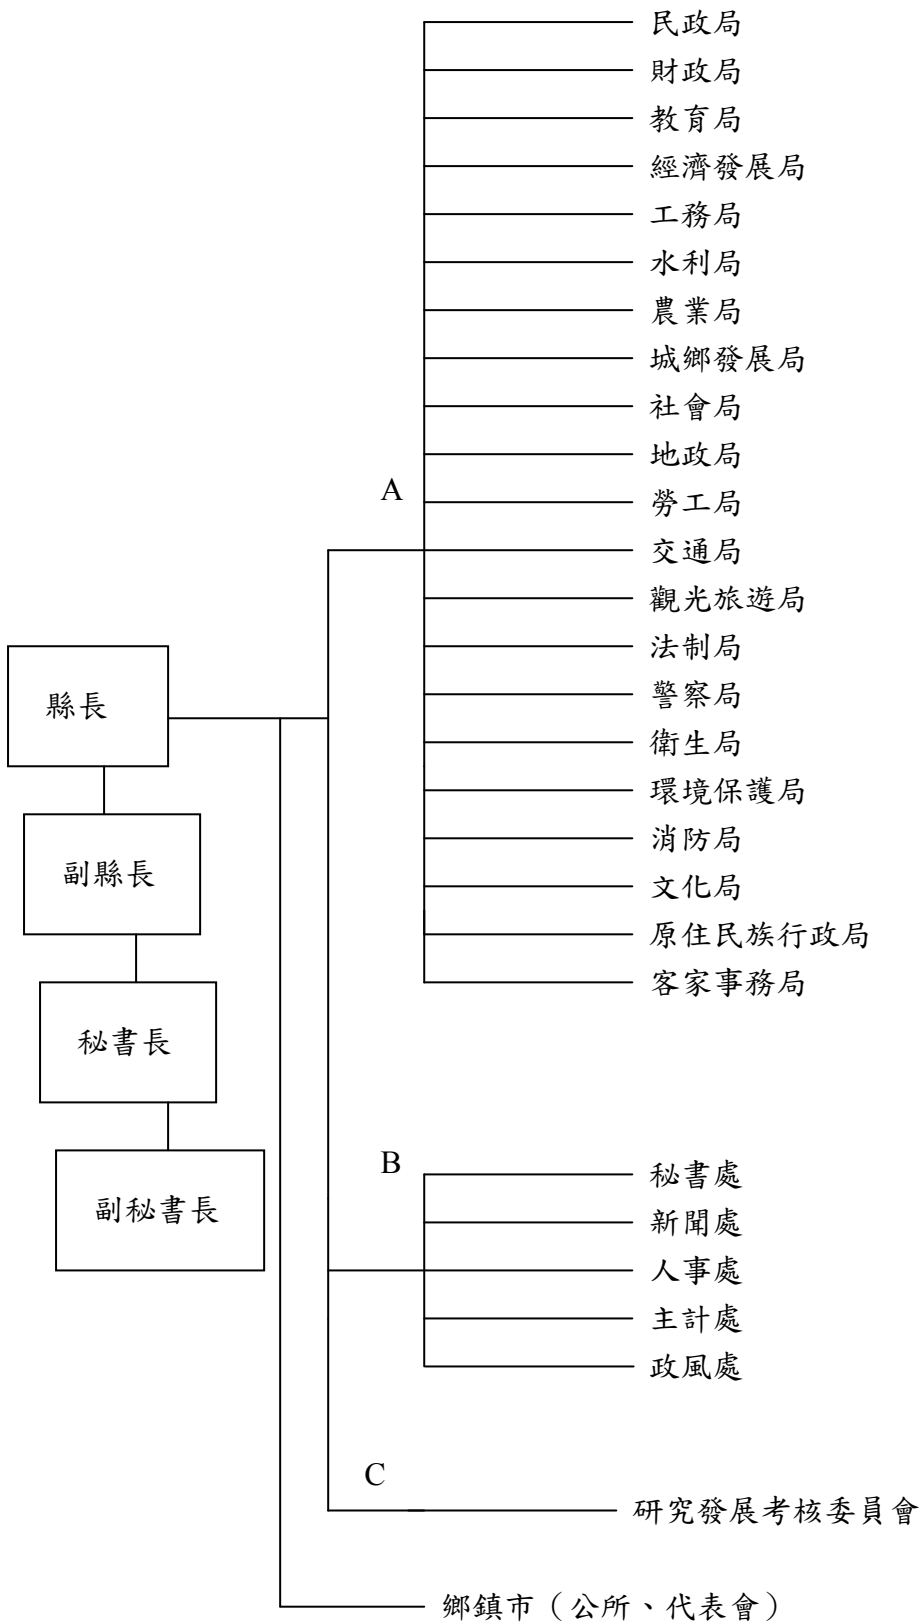 民政局
財政局
教育局
經濟發展局
工務局
水利局
農業局
城鄉發展局
社會局
地政局
A
勞工局
交通局
觀光旅遊局
法制局
警察局
衛生局
環境保護局
消防局
文化局
原住民族行政局
客家事務局
縣長
副縣長
秘書長
副秘書長
B
秘書處
新聞處
人事處
主計處
政風處
C
研究發展考核委員會
鄉鎮市（公所、代表會）